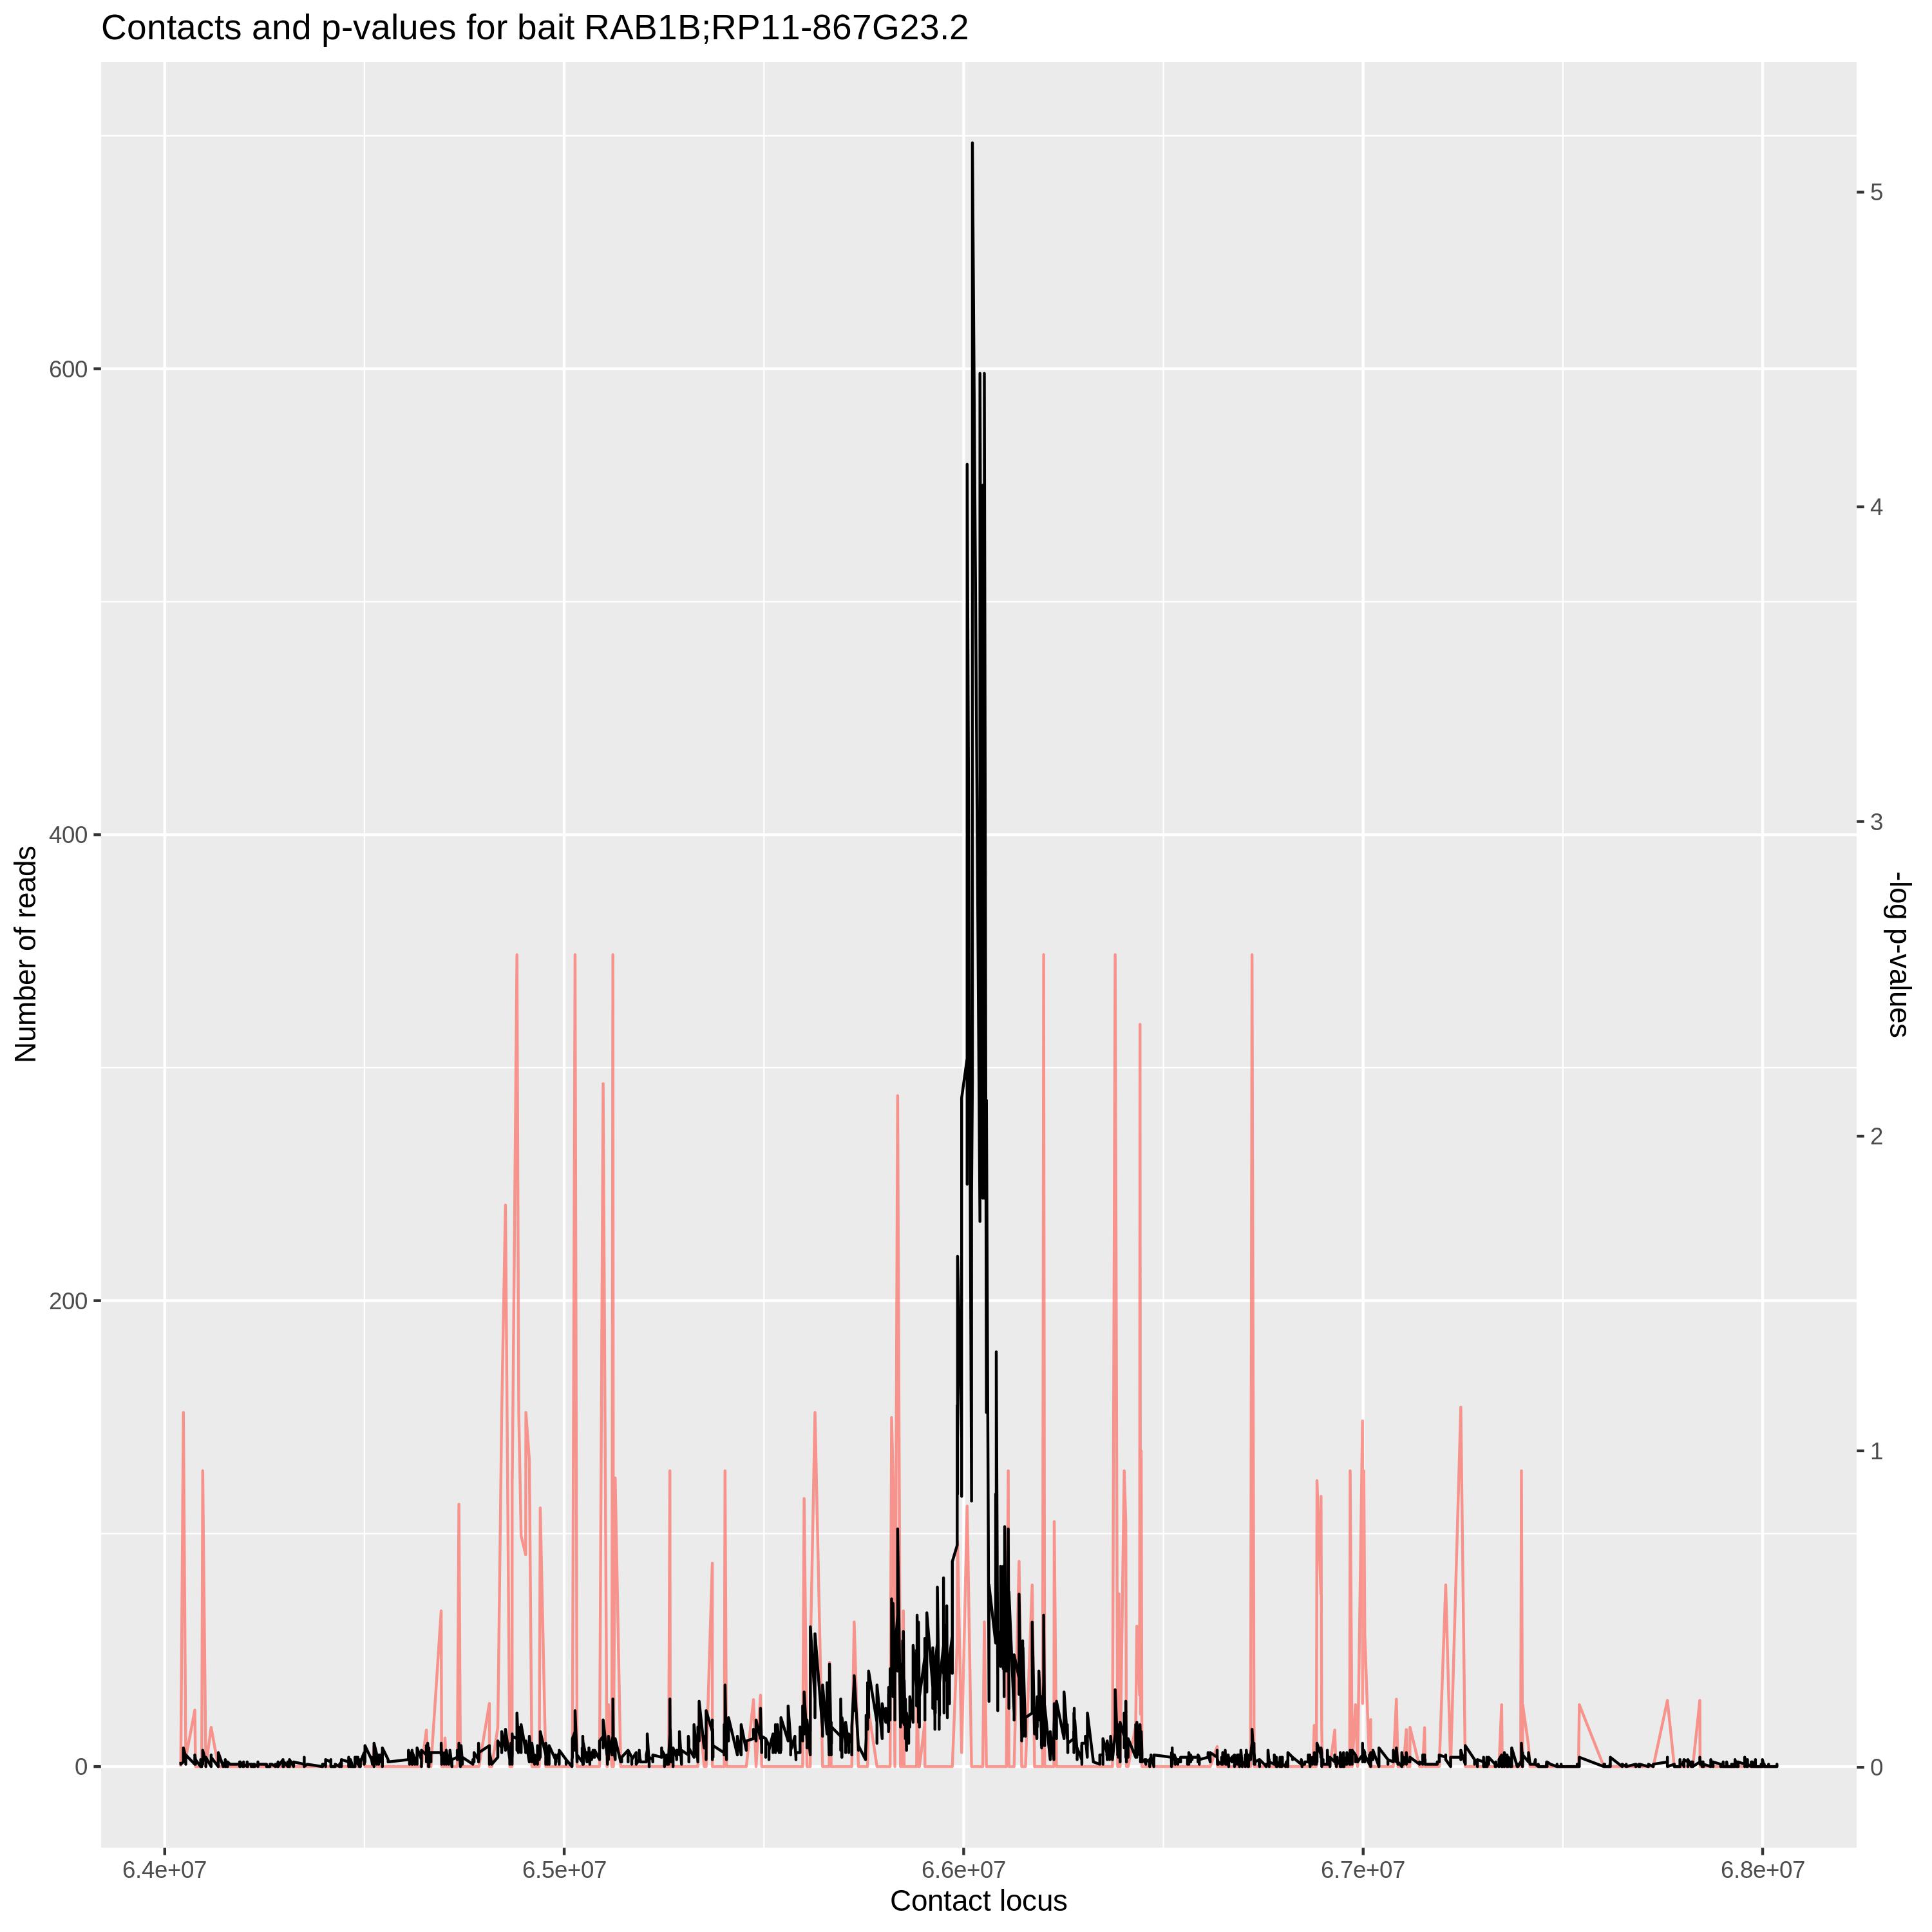 Contacts and p-values for bait RAB1B;RP11-867G23.2
600
400
200
0
Number of reads
5
4
3
2
1
0
-log p-values
6.4e+07 6.5e+07 6.6e+07 6.7e+07 6.8e+07
Contact locus